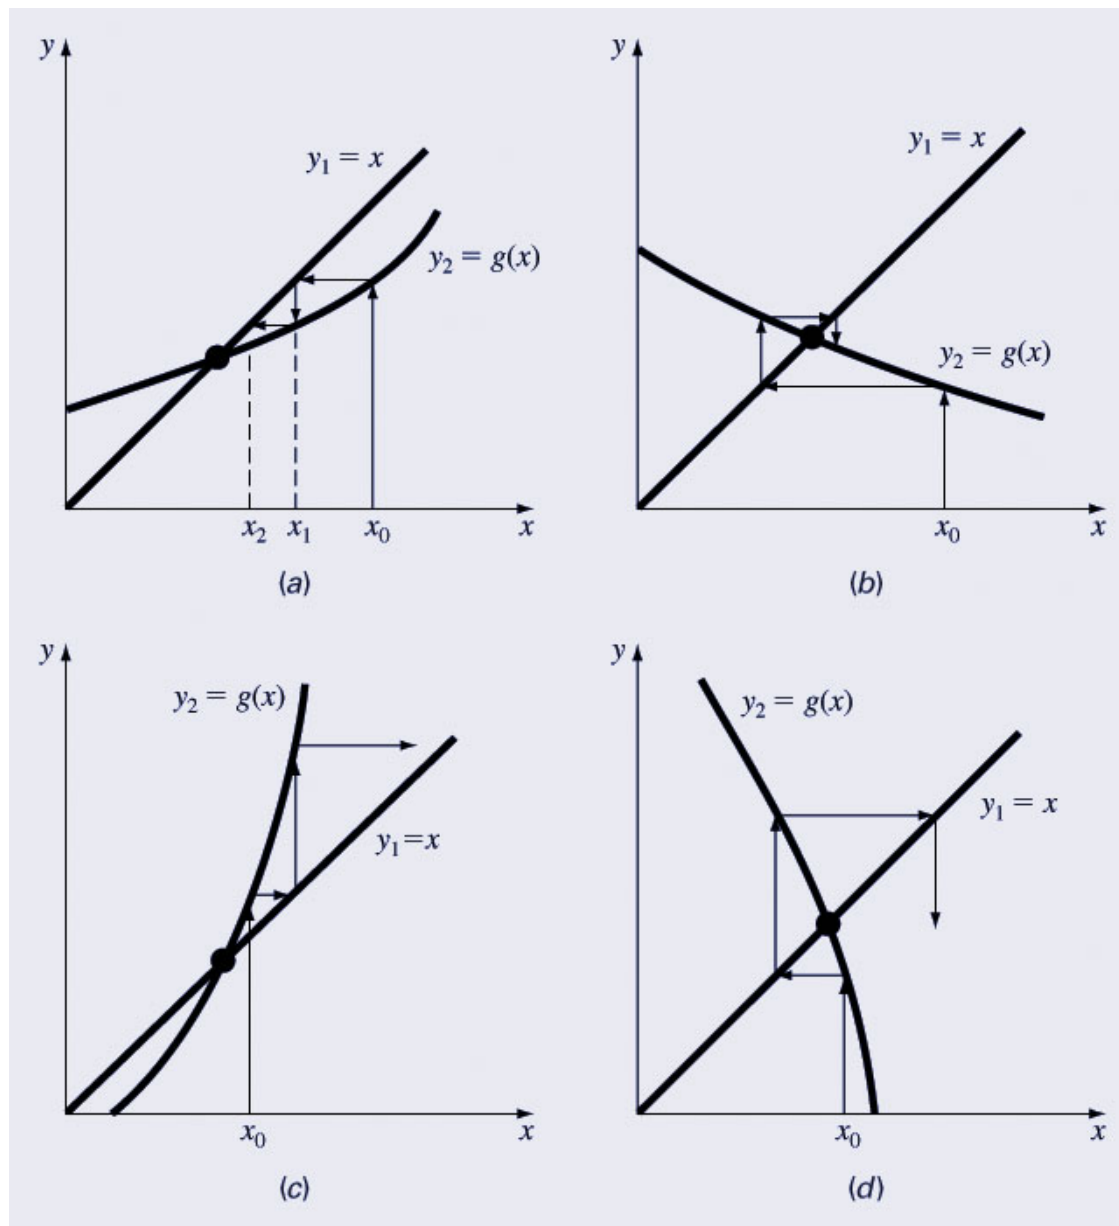 y
y₁ = x
y₂ = g(x)
x₂ x₁ x₀ x
(a)
y
y₁ = x
y₂ = g(x)
x₀ x
(b)
y
y₂ = g(x)
y₁=x
x₀ x
(c)
y
y₂ = g(x)
y₁ = x
x₀ x
(d)